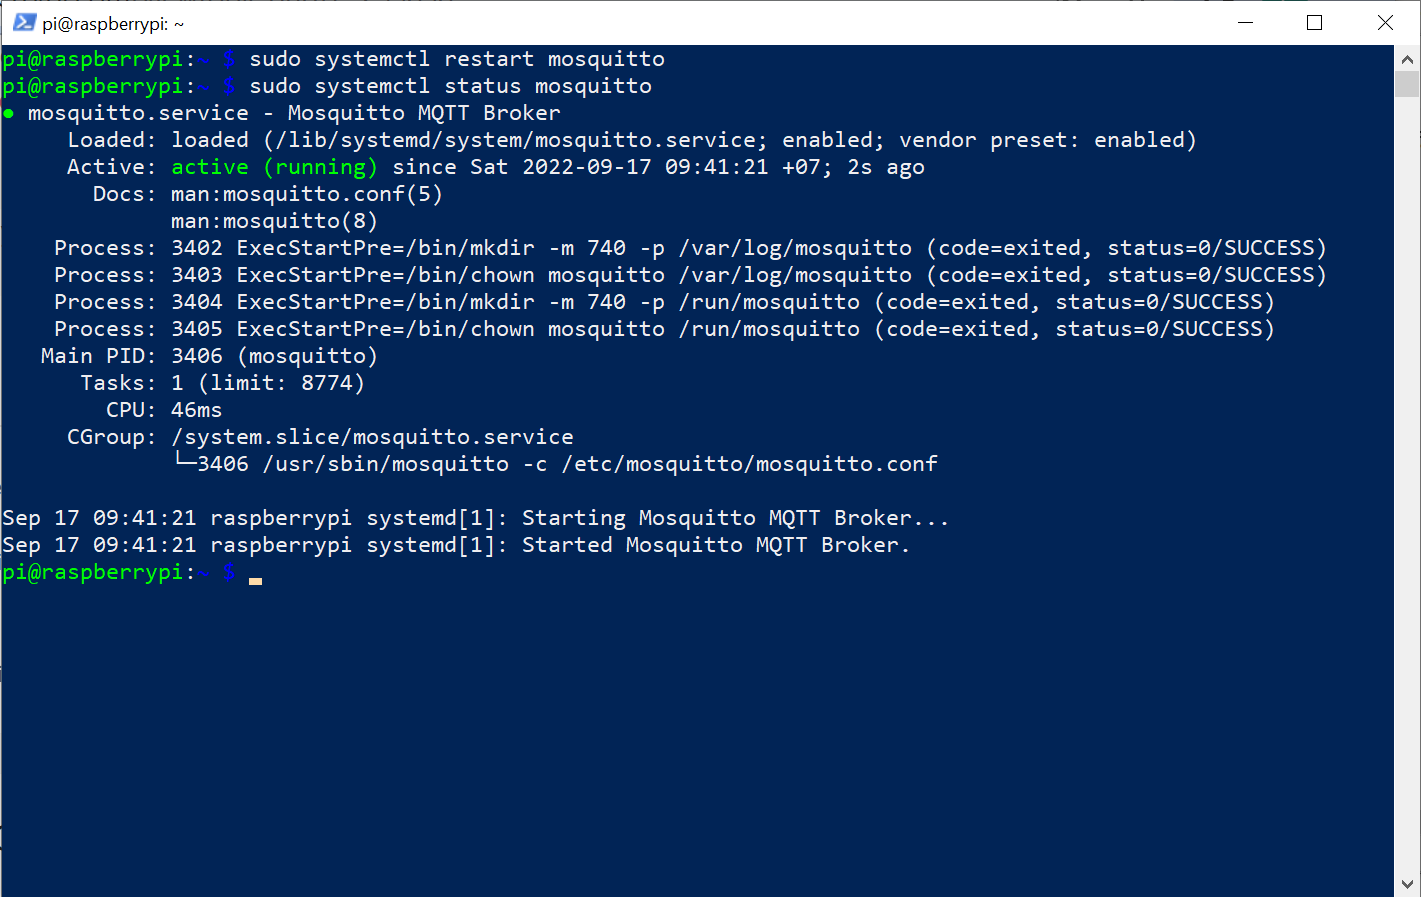 pi@raspberrypi: ~
pi@raspberrypi:~ $ sudo systemctl restart mosquitto
pi@raspberrypi:~ $ sudo systemctl status mosquitto
● mosquitto.service - Mosquitto MQTT Broker
     Loaded: loaded (/lib/systemd/system/mosquitto.service; enabled; vendor preset: enabled)
     Active: active (running) since Sat 2022-09-17 09:41:21 +07; 2s ago
       Docs: man:mosquitto.conf(5)
             man:mosquitto(8)
    Process: 3402 ExecStartPre=/bin/mkdir -m 740 -p /var/log/mosquitto (code=exited, status=0/SUCCESS)
    Process: 3403 ExecStartPre=/bin/chown mosquitto /var/log/mosquitto (code=exited, status=0/SUCCESS)
    Process: 3404 ExecStartPre=/bin/mkdir -m 740 -p /run/mosquitto (code=exited, status=0/SUCCESS)
    Process: 3405 ExecStartPre=/bin/chown mosquitto /run/mosquitto (code=exited, status=0/SUCCESS)
   Main PID: 3406 (mosquitto)
      Tasks: 1 (limit: 8774)
        CPU: 46ms
     CGroup: /system.slice/mosquitto.service
             └─3406 /usr/sbin/mosquitto -c /etc/mosquitto/mosquitto.conf

Sep 17 09:41:21 raspberrypi systemd[1]: Starting Mosquitto MQTT Broker...
Sep 17 09:41:21 raspberrypi systemd[1]: Started Mosquitto MQTT Broker.
pi@raspberrypi:~ $